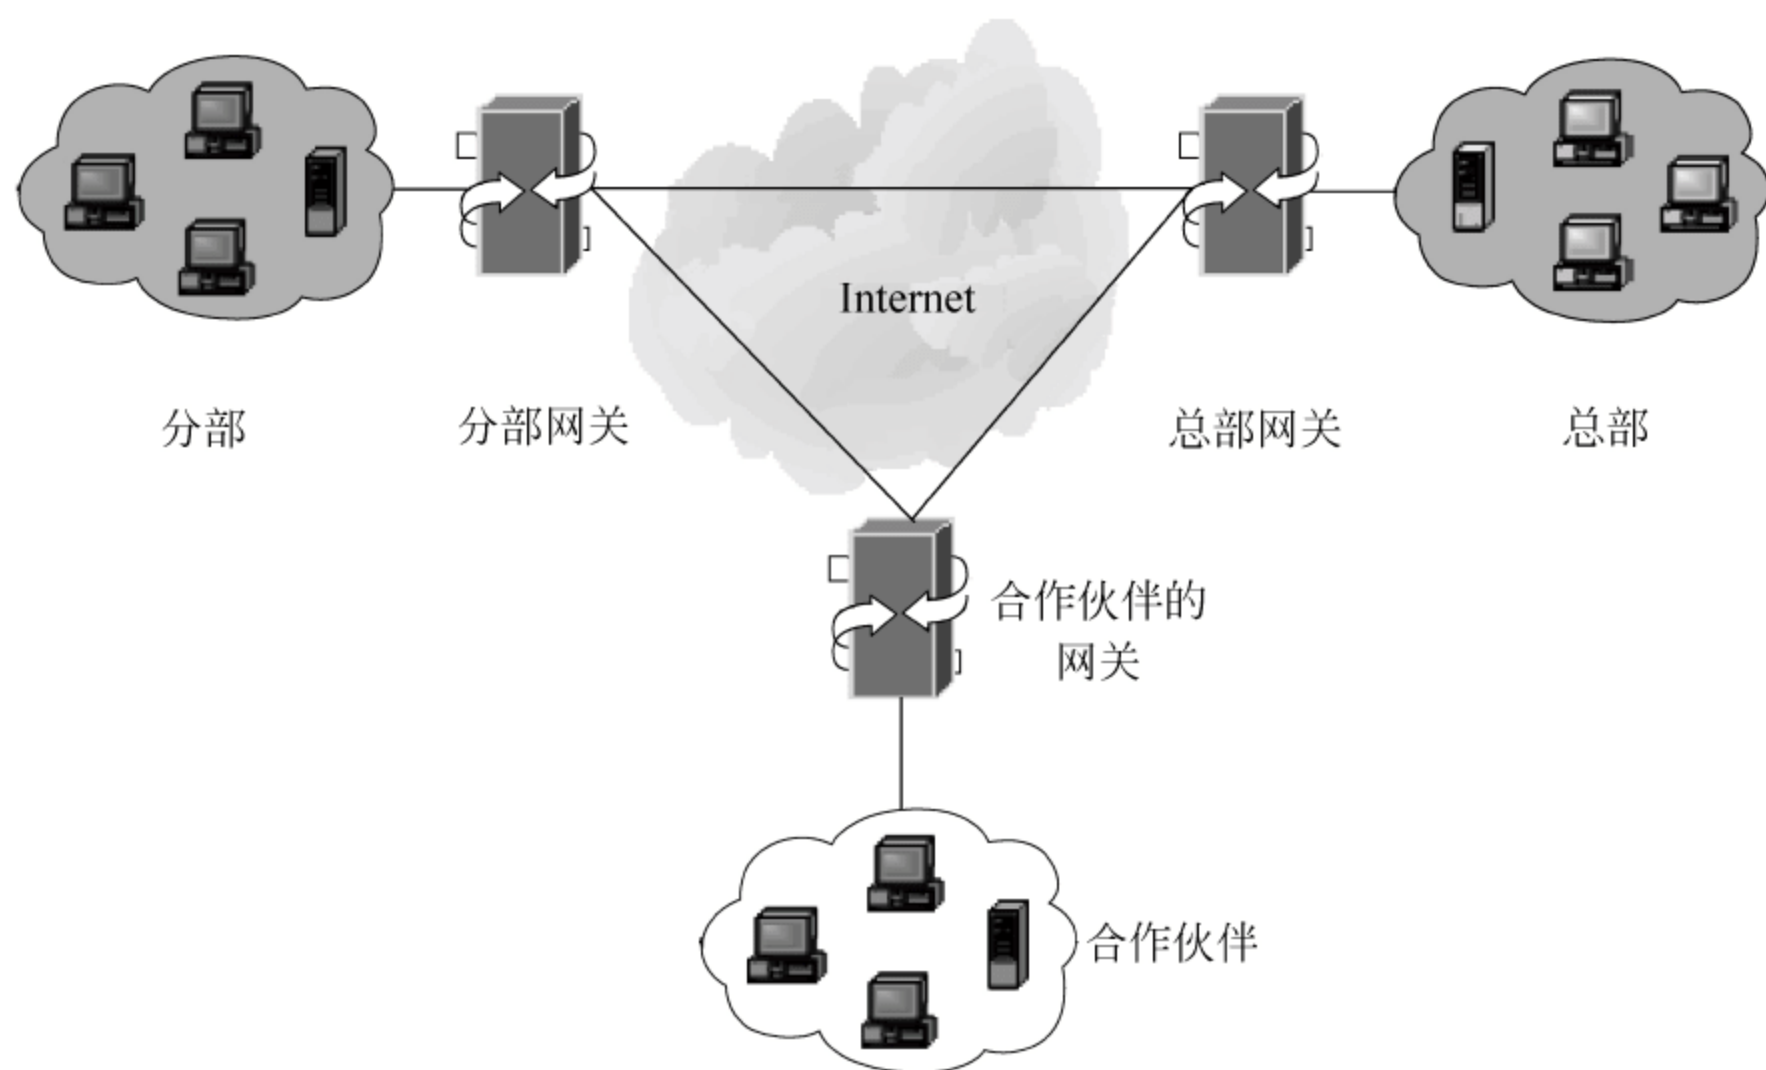 Internet
分部
分部网关
总部网关
总部
合作伙伴的
网关
合作伙伴